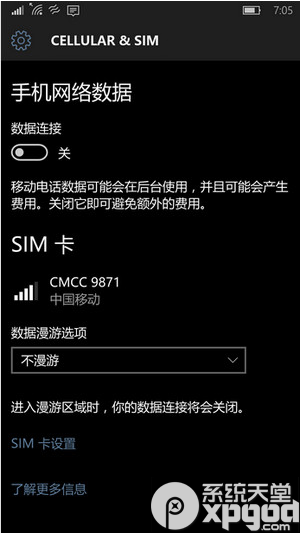 7:05
CELLULAR & SIM
手机网络数据
数据连接
关
移动电话数据可能会在后台使用，并且可能会产生
费用。关闭它即可避免额外的费用。
SIM 卡
CMCC 9871
中国移动
数据漫游选项
不漫游
进入漫游区域时，你的数据连接将会关闭。
SIM 卡设置
了解更多信息
系统天堂
xpgod
.com